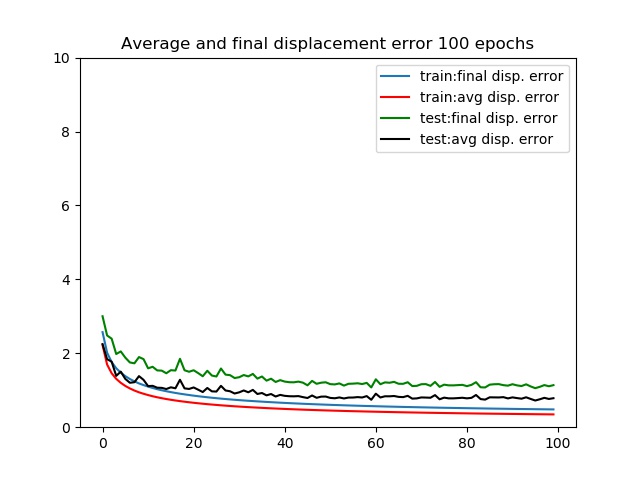 Average and final displacement error 100 epochs
10
8
6
4
2
0
train:final disp. error
train:avg disp. error
test:final disp. error
test:avg disp. error
0 20 40 60 80 100